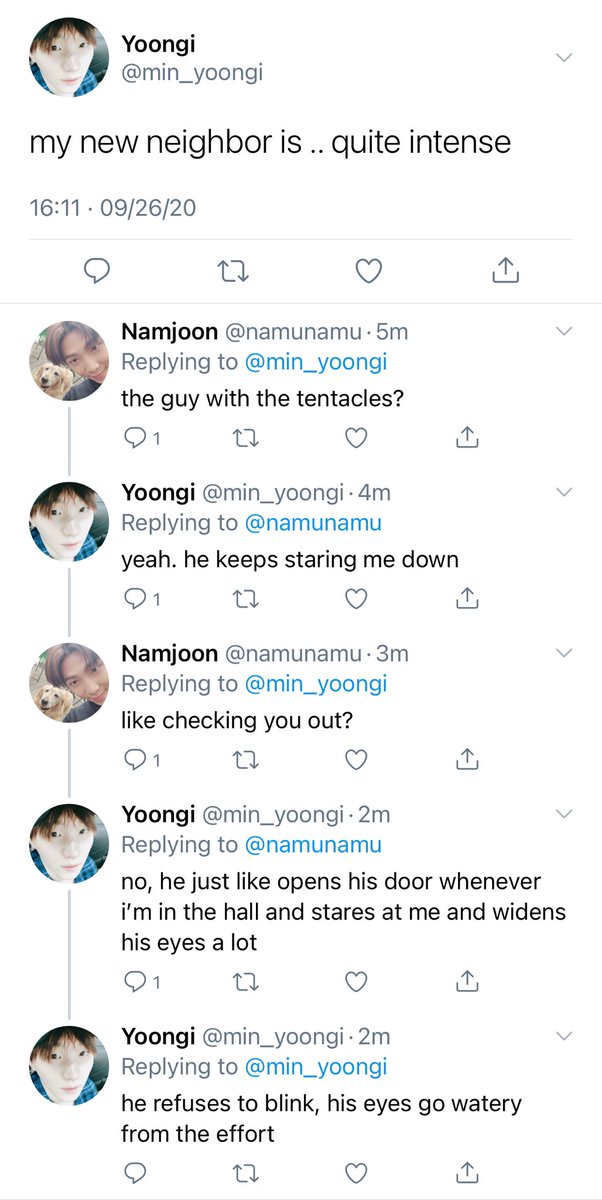 Yoongi
@min_yoongi
my new neighbor is .. quite intense
16:11 · 09/26/20
Namjoon @namunamu · 5m
Replying to @min_yoongi
the guy with the tentacles?
1
Yoongi @min_yoongi · 4m
Replying to @namunamu
yeah. he keeps staring me down
1
Namjoon @namunamu · 3m
Replying to @min_yoongi
like checking you out?
1
Yoongi @min_yoongi · 2m
Replying to @namunamu
no, he just like opens his door whenever
i’m in the hall and stares at me and widens
his eyes a lot
1
Yoongi @min_yoongi · 2m
Replying to @min_yoongi
he refuses to blink, his eyes go watery
from the effort